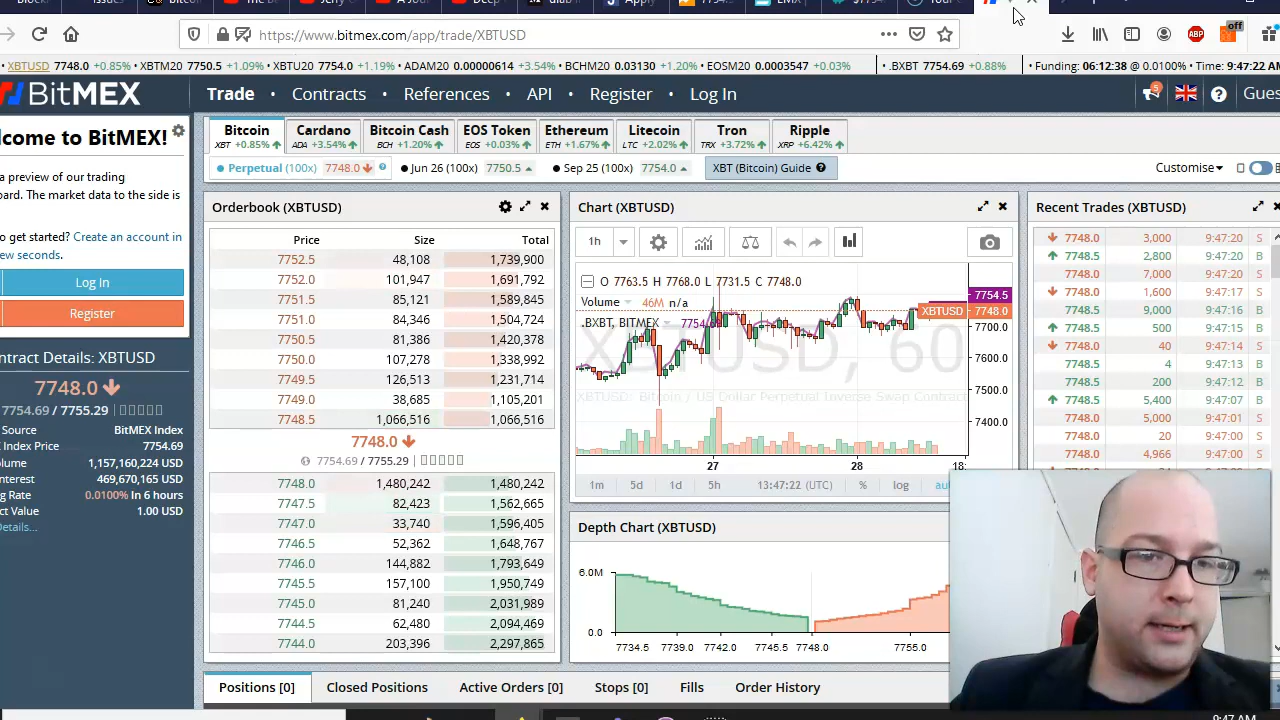 https://www.bitmex.com/app/trade/XBTUSD
off
XBTUSD 7748.0 +0.85% • XBTM20 7750.5 +1.09% • XBTU20 7754.0 +1.19% • ADAM20 0.00000614 +3.54% • BCHM20 0.03130 +1.20% • EOSM20 0.0003547 +0.03% • .BXBT 7754.69 +0.88% • Funding: 06:12:38 @ 0.0100% • Time: 9:47:22 AM
BitMEX Trade • Contracts • References • API • Register • Log In 5 Gues
lcome to BitMEX!
a preview of our trading
oard. The market data to the side is
to get started? Create an account in
ew seconds.
Log In
Register
ontract Details: XBTUSD
7748.0
7754.69 / 7755.29
Source BitMEX Index
Index Price 7754.69
olume 1,157,160,224 USD
nterest 469,670,165 USD
g Rate 0.0100% In 6 hours
ct Value 1.00 USD
Details...
Bitcoin Cardano Bitcoin Cash EOS Token Ethereum Litecoin Tron Ripple
XBT +0.85% ADA +3.54% BCH +1.20% EOS +0.03% ETH +1.67% LTC +2.02% TRX +3.72% XRP +6.42%
Perpetual (100x) 7748.0 ? Jun 26 (100x) 7750.5 Sep 25 (100x) 7754.0 XBT (Bitcoin) Guide Customise
Orderbook (XBTUSD)
Price Size Total
7752.5 48,108 1,739,900
7752.0 101,947 1,691,792
7751.5 85,121 1,589,845
7751.0 84,346 1,504,724
7750.5 81,386 1,420,378
7750.0 107,278 1,338,992
7749.5 126,513 1,231,714
7749.0 38,685 1,105,201
7748.5 1,066,516 1,066,516
7748.0
7754.69 / 7755.29
7748.0 1,480,242 1,480,242
7747.5 82,423 1,562,665
7747.0 33,740 1,596,405
7746.5 52,362 1,648,767
7746.0 144,882 1,793,649
7745.5 157,100 1,950,749
7745.0 81,240 2,031,989
7744.5 62,480 2,094,469
7744.0 203,396 2,297,865
Chart (XBTUSD)
1h
O 7763.5 H 7768.0 L 7731.5 C 7748.0
Volume 46M n/a
.BXBT, BITMEX
XBTUSD, 60
XBTUSD: Bitcoin / US Dollar Perpetual Inverse Swap Contract
7754.5
XBTUSD 7748.0
7700.0
7600.0
7500.0
7400.0
27 28 18:
1m 5d 1d 5h 13:47:22 (UTC) % log
Depth Chart (XBTUSD)
6.0M
0.0
7734.5 7739.0 7742.0 7745.5 7748.0 7755.0
Recent Trades (XBTUSD)
7748.0 3,000 9:47:20 S
7748.5 2,800 9:47:20 B
7748.0 7,000 9:47:20 S
7748.0 1,600 9:47:17 S
7748.5 9,000 9:47:16 B
7748.5 500 9:47:15 B
7748.0 40 9:47:14 S
7748.5 4 9:47:13 B
7748.5 200 9:47:12 B
7748.5 5,400 9:47:07 B
7748.0 5,000 9:47:01 S
7748.0 20 9:47:00 S
7748.0 4,966 9:47:00 S
Positions [0] Closed Positions Active Orders [0] Stops [0] Fills Order History